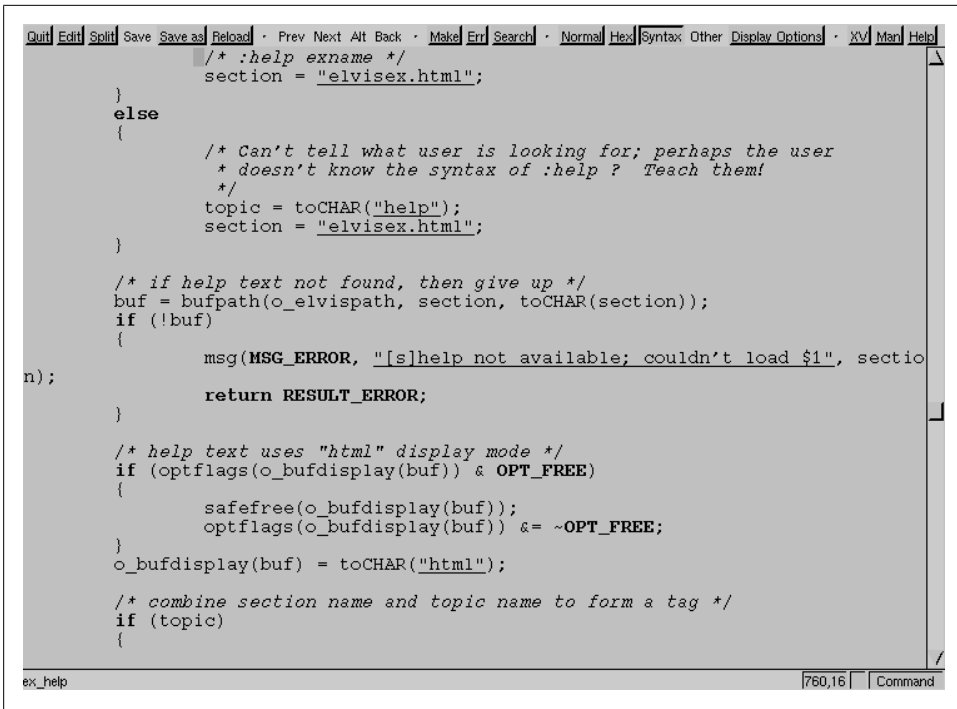 Quit Edit Split Save Save as Reload · Prev Next Alt Back · Make Err Search · Normal Hex Syntax Other Display Options · XV Man Help
/* :help exname */
section = "elvisex.html";
}
else
{
/* Can't tell what user is looking for; perhaps the user
* doesn't know the syntax of :help ?  Teach them!
*/
topic = toCHAR("help");
section = "elvisex.html";
}
/* if help text not found, then give up */
buf = bufpath(o_elvispath, section, toCHAR(section));
if (!buf)
{
msg(MSG_ERROR, "[s]help not available; couldn't load $1", sectio
n);
return RESULT_ERROR;
}
/* help text uses "html" display mode */
if (optflags(o_bufdisplay(buf)) & OPT_FREE)
{
safefree(o_bufdisplay(buf));
optflags(o_bufdisplay(buf)) &= ~OPT_FREE;
}
o_bufdisplay(buf) = toCHAR("html");
/* combine section name and topic name to form a tag */
if (topic)
{
ex_help 760,16 Command